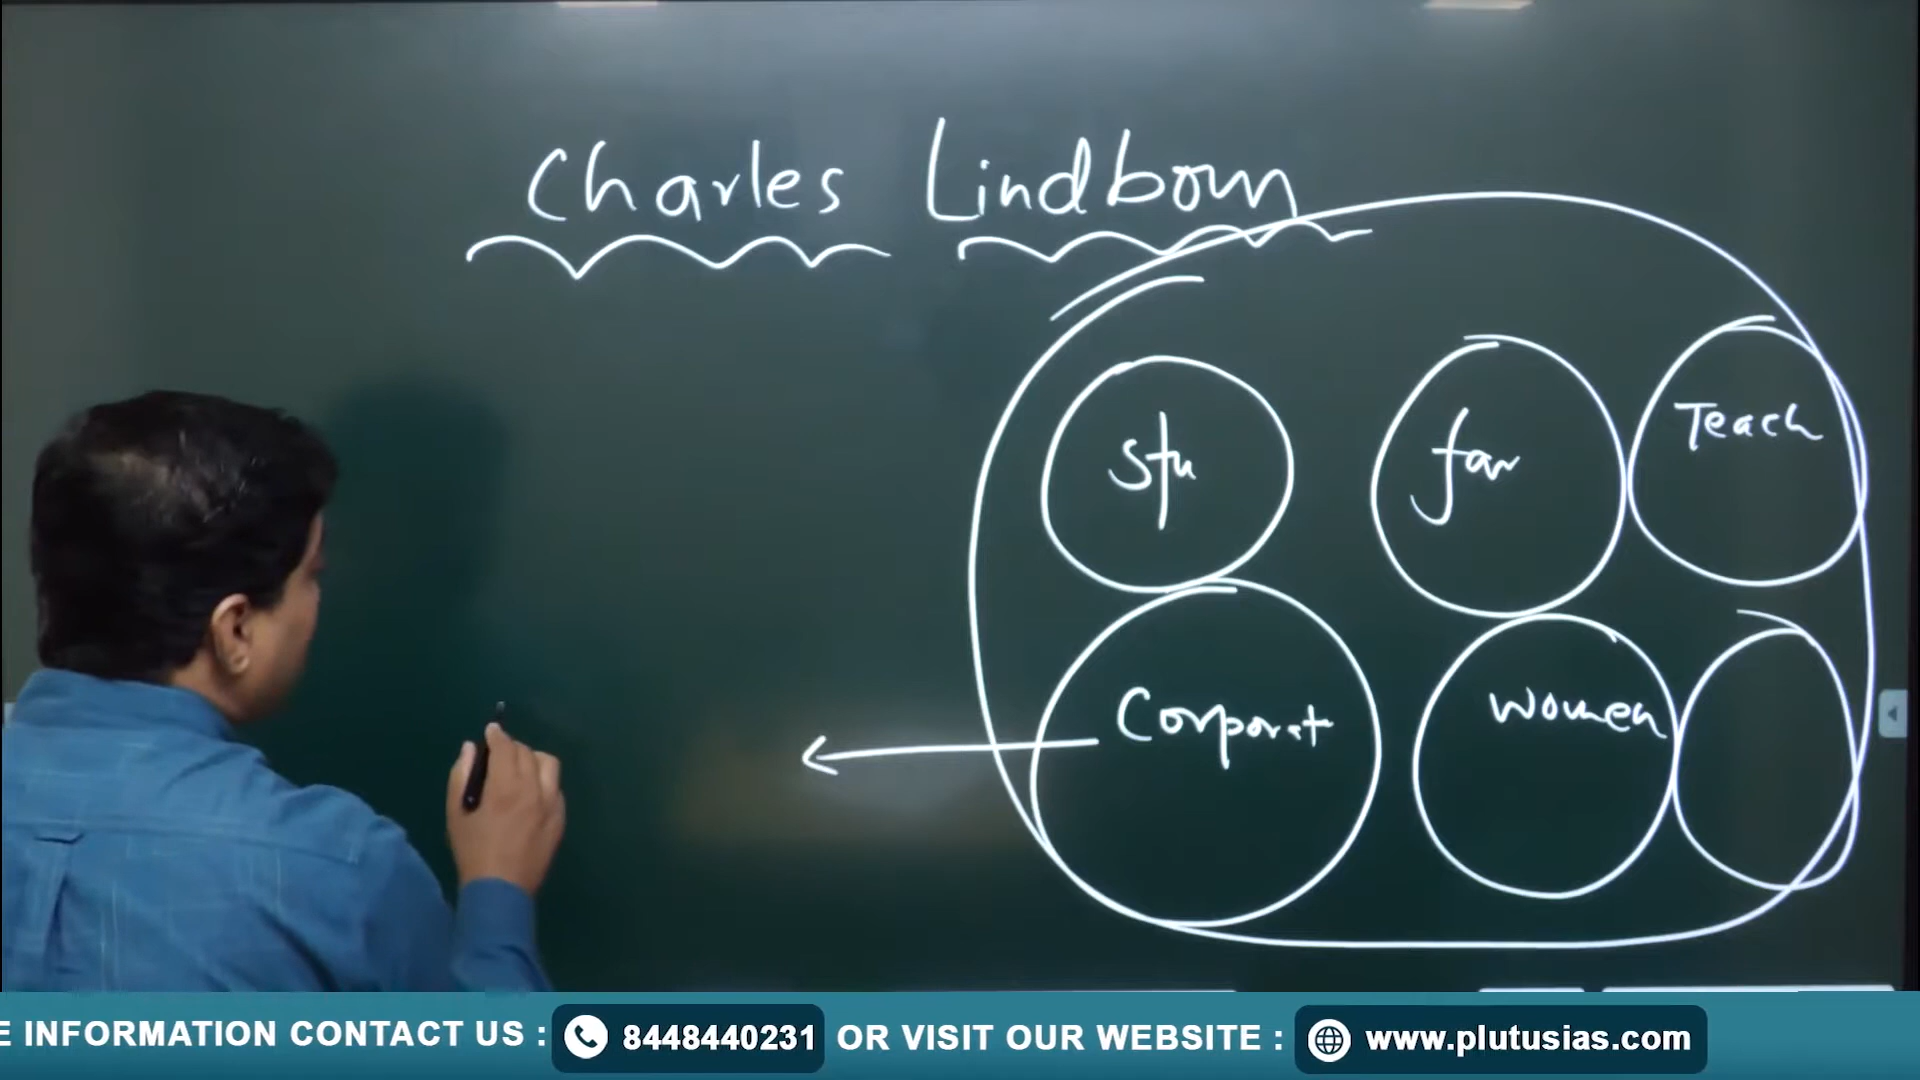 Charles Lindbom
Stu
far
Teach
Corporat
Women
E INFORMATION CONTACT US : 8448440231 OR VISIT OUR WEBSITE : www.plutusias.com